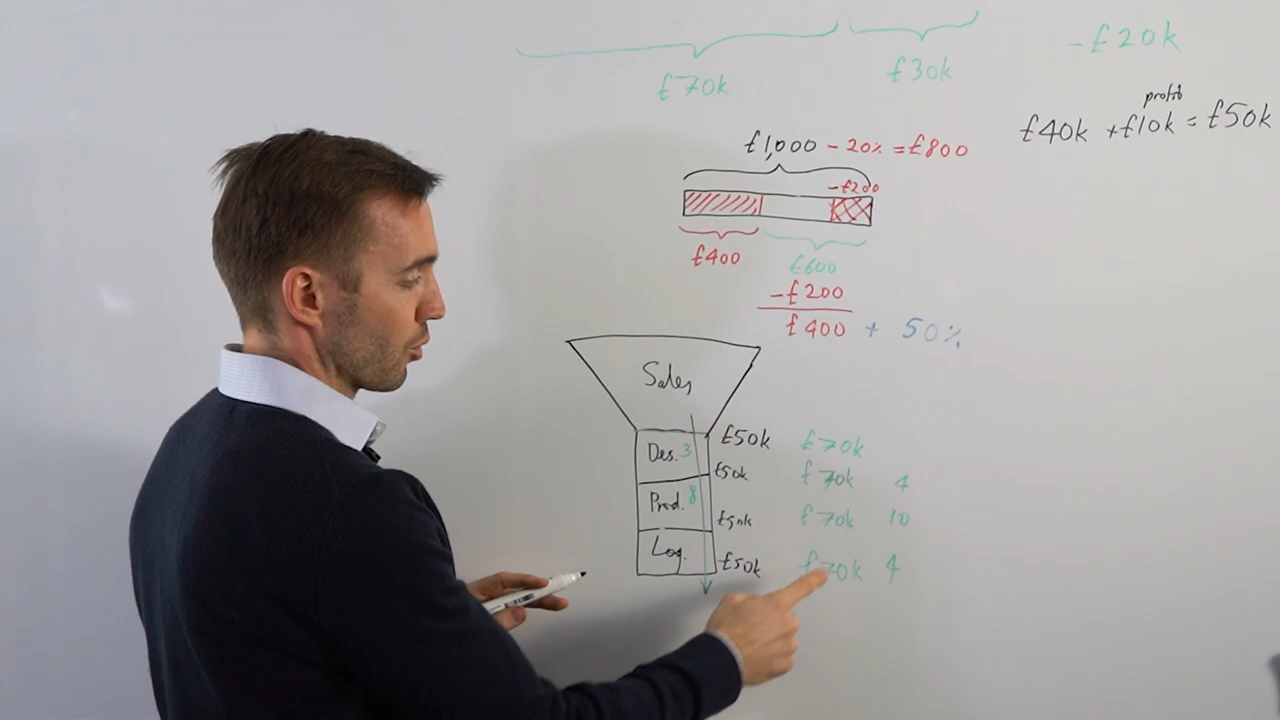 £70k £30k -£20k
profit
£40k +£10k = £50k
£1,000 - 20% = £800
-£200
£400 £600
-£200
£400 + 50%
Sales
£50k £70k
Des. 3
£50k £70k 4
Prod. 8
£50k £70k 10
Log.
£50k £70k 4